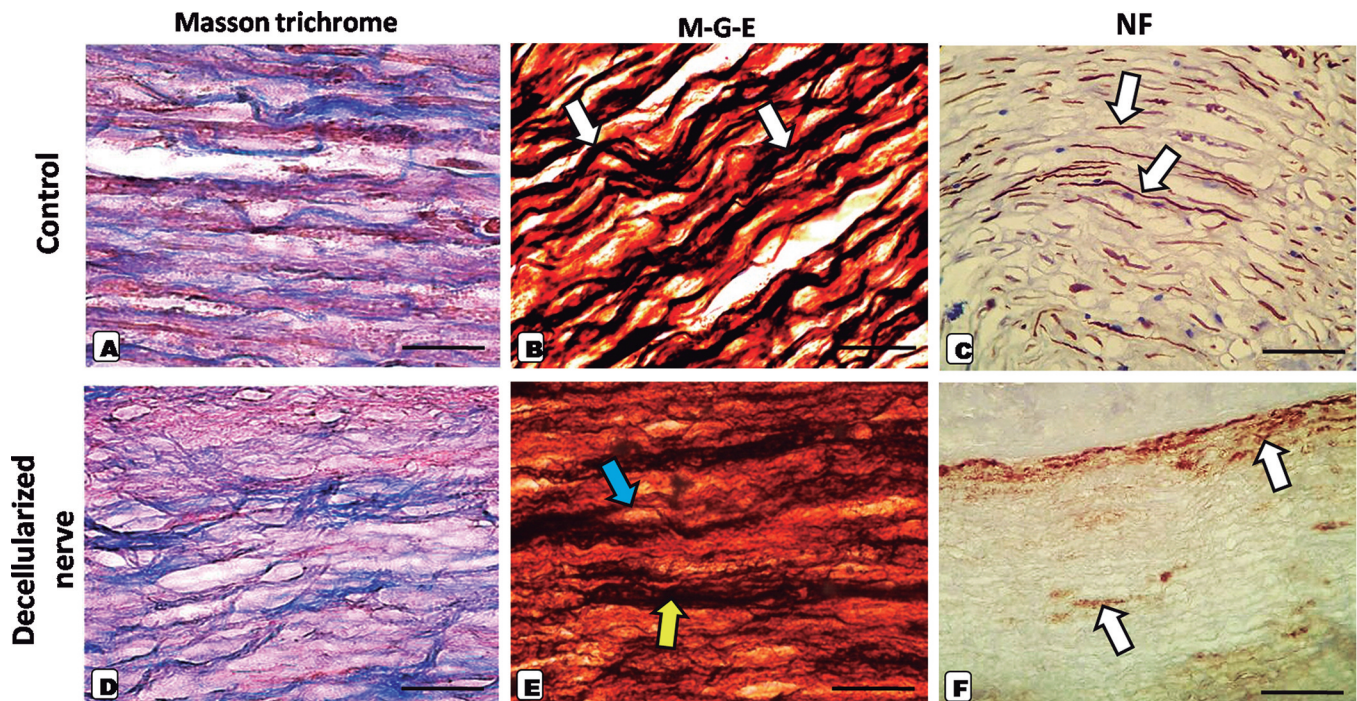 Masson trichrome
M-G-E
NF
Control
A
B
C
Decellularized
nerve
D
E
F